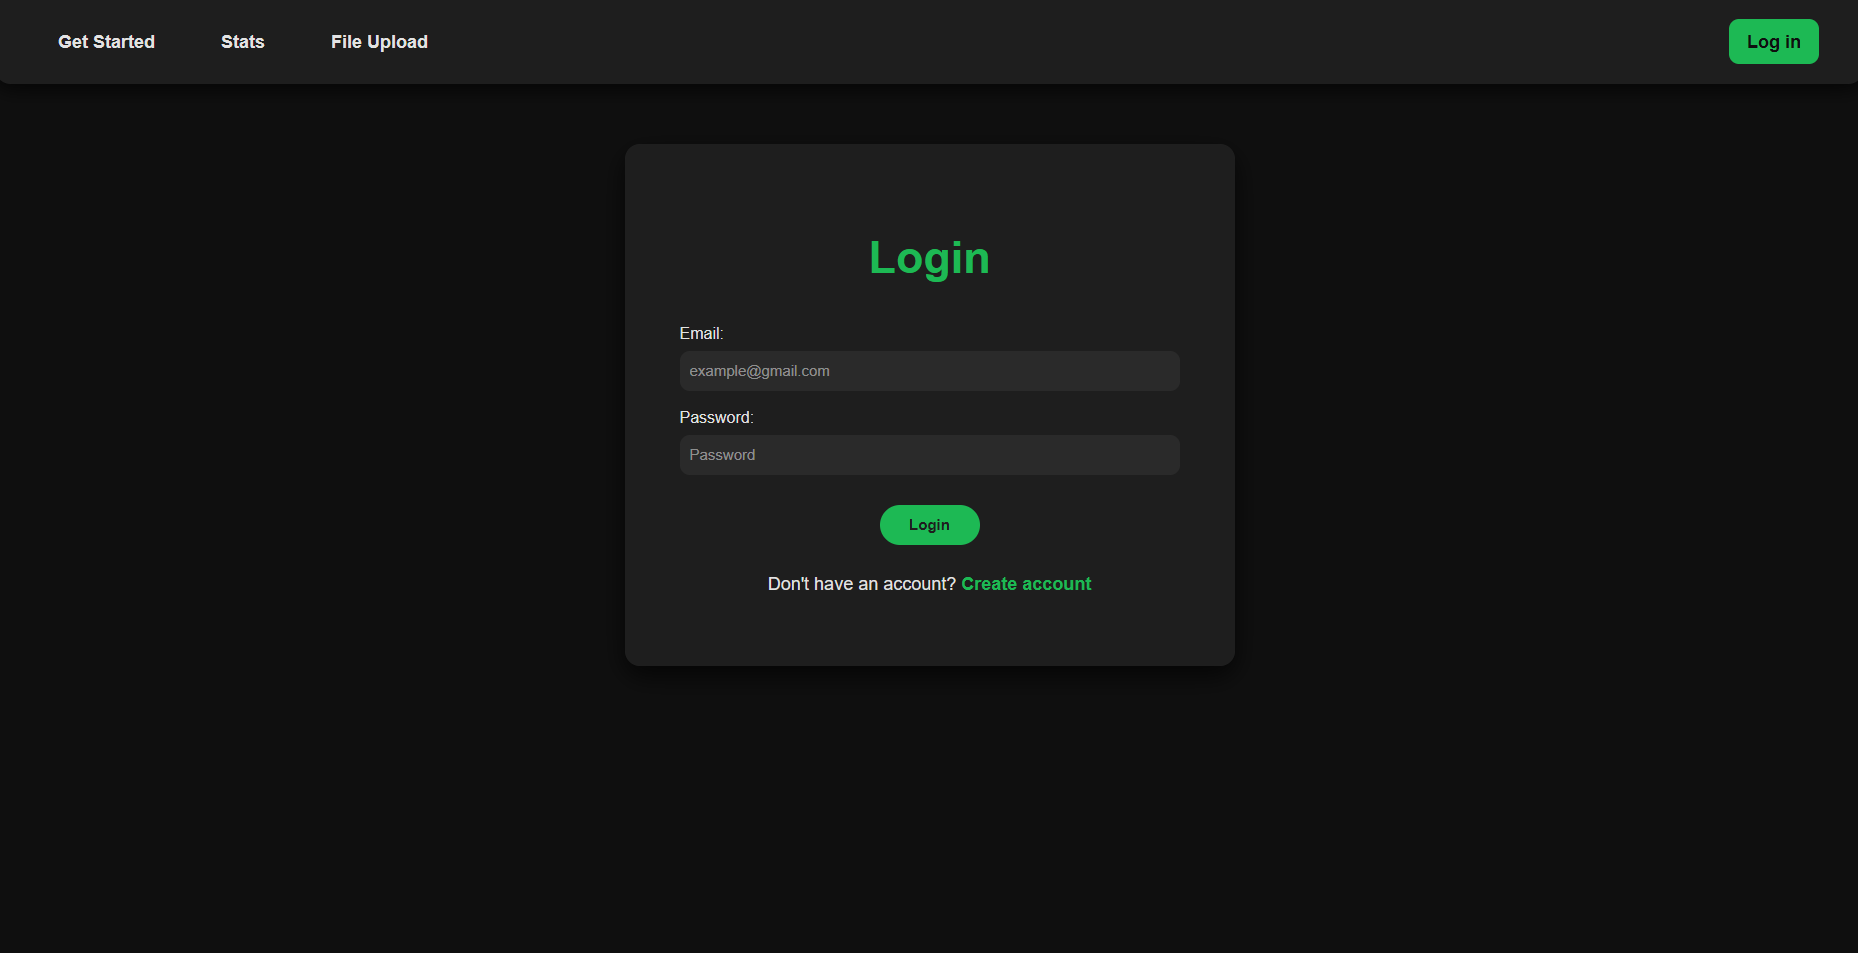 Get Started Stats File Upload Log in
Login
Email:
example@gmail.com
Password:
Password
Login
Don't have an account? Create account